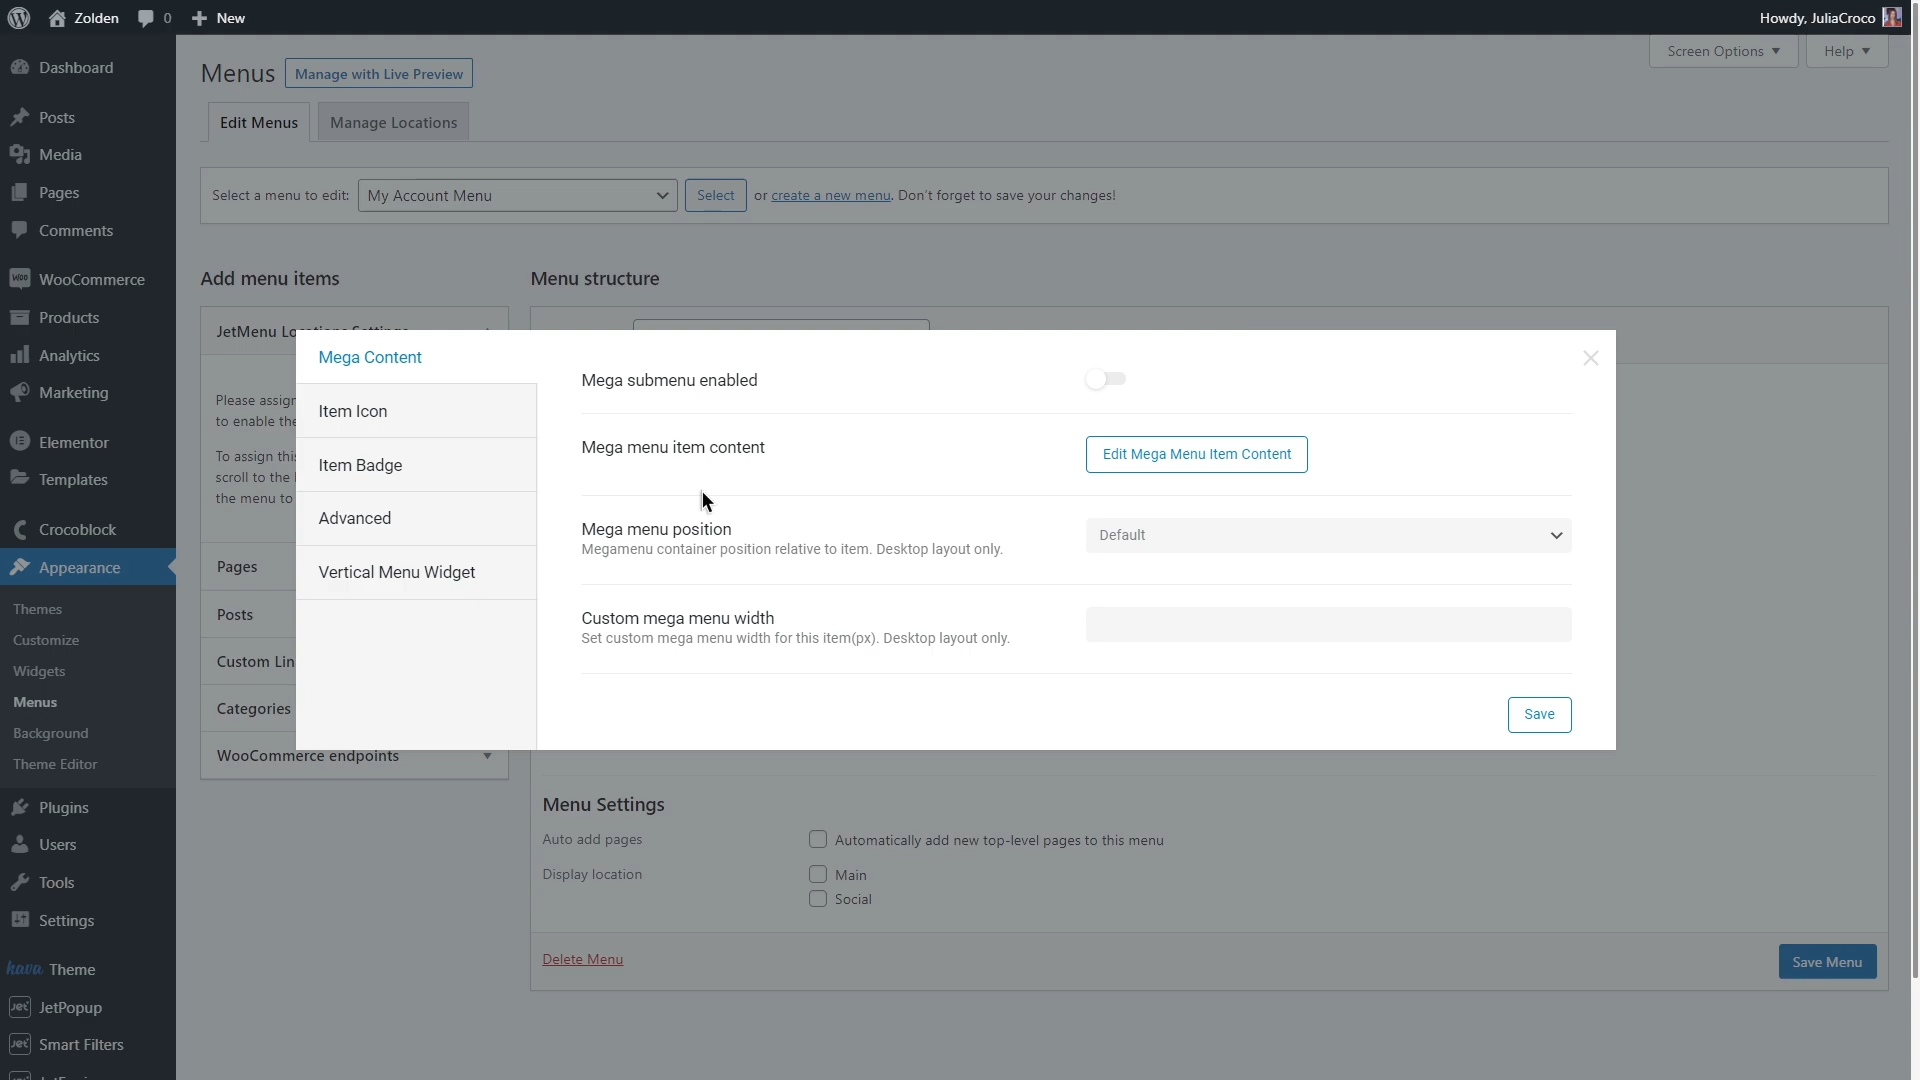 Zolden
0
New
Howdy, JuliaCroco
Dashboard
Posts
Media
Pages
Comments
WooCommerce
Products
Analytics
Marketing
Elementor
Templates
Crocoblock
Appearance
Themes
Customize
Widgets
Menus
Background
Theme Editor
Plugins
Users
Tools
Settings
kava Theme
JetPopup
Smart Filters
Screen Options
Help
Menus
Manage with Live Preview
Edit Menus
Manage Locations
Select a menu to edit: My Account Menu Select or create a new menu. Don't forget to save your changes!
Add menu items
Menu structure
JetMenu Locations Settings
Please assign
to enable the
To assign this
scroll to the
the menu to
Pages
Posts
Custom Lin
Categories
WooCommerce endpoints
Mega Content
Item Icon
Item Badge
Advanced
Vertical Menu Widget
Mega submenu enabled
Mega menu item content
Edit Mega Menu Item Content
Mega menu position
Megamenu container position relative to item. Desktop layout only.
Default
Custom mega menu width
Set custom mega menu width for this item(px). Desktop layout only.
Save
Menu Settings
Auto add pages
Automatically add new top-level pages to this menu
Display location
Main
Social
Delete Menu
Save Menu